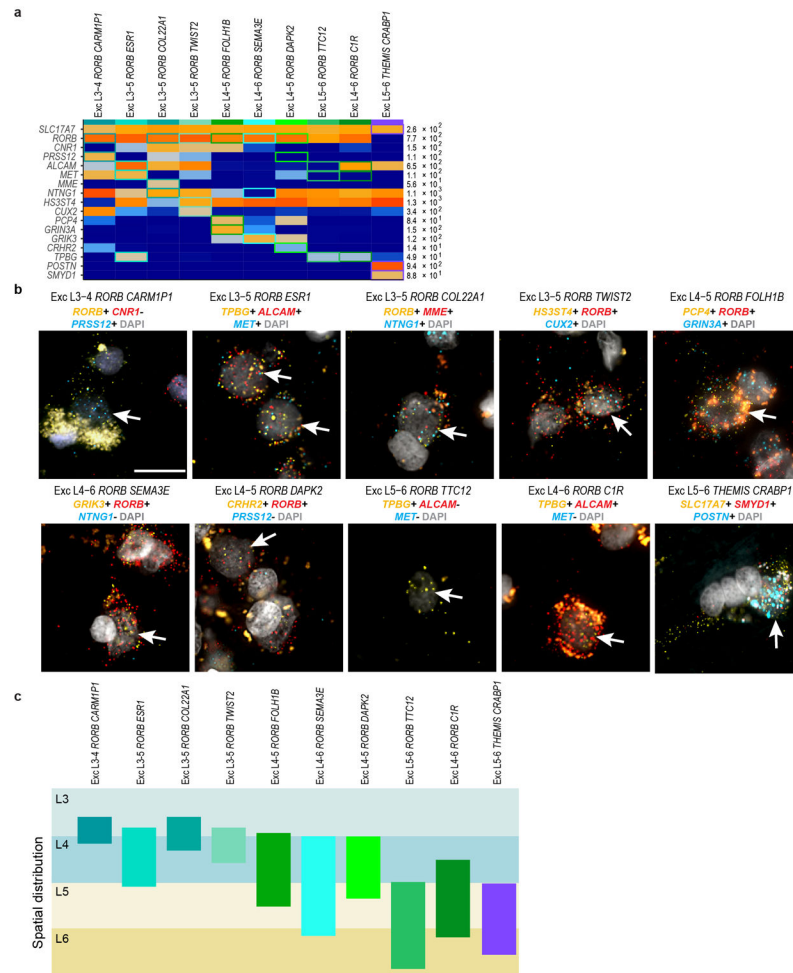 a
Exc L3–4 RORB CARM1P1
Exc L3–5 RORB ESR1
Exc L3–5 RORB COL22A1
Exc L3–5 RORB TWIST2
Exc L4–5 RORB FOLH1B
Exc L4–6 RORB SEMA3E
Exc L4–5 RORB DAPK2
Exc L5–6 RORB TTC12
Exc L4–6 RORB C1R
Exc L5–6 THEMIS CRABP1
SLC17A7 2.6 × 10²
RORB 7.7 × 10²
CNR1 1.5 × 10²
PRSS12 1.1 × 10²
ALCAM 6.5 × 10²
MET 1.1 × 10²
MME 5.6 × 10¹
NTNG1 1.1 × 10³
HS3ST4 1.3 × 10³
CUX2 3.4 × 10²
PCP4 8.4 × 10¹
GRIN3A 1.5 × 10²
GRIK3 1.2 × 10²
CRHR2 1.4 × 10¹
TPBG 4.9 × 10¹
POSTN 9.4 × 10²
SMYD1 8.8 × 10¹
b
Exc L3–4 RORB CARM1P1
RORB+ CNR1-
PRSS12+ DAPI
Exc L3–5 RORB ESR1
TPBG+ ALCAM+
MET+ DAPI
Exc L3–5 RORB COL22A1
RORB+ MME+
NTNG1+ DAPI
Exc L3–5 RORB TWIST2
HS3ST4+ RORB+
CUX2+ DAPI
Exc L4–5 RORB FOLH1B
PCP4+ RORB+
GRIN3A+ DAPI
Exc L4–6 RORB SEMA3E
GRIK3+ RORB+
NTNG1- DAPI
Exc L4–5 RORB DAPK2
CRHR2+ RORB+
PRSS12- DAPI
Exc L5–6 RORB TTC12
TPBG+ ALCAM-
MET- DAPI
Exc L4–6 RORB C1R
TPBG+ ALCAM+
MET- DAPI
Exc L5–6 THEMIS CRABP1
SLC17A7+ SMYD1+
POSTN+ DAPI
c
Exc L3-4 RORB CARM1P1
Exc L3-4 RORB ESR1
Exc L3-5 RORB COL22A1
Exc L3-5 RORB TWIST2
Exc L4-5 RORB FOLH1B
Exc L4-6 RORB SEMA3E
Exc L4-5 RORB DAPK2
Exc L5-6 RORB TTC12
Exc L4-6 RORB C1R
Exc L5-6 THEMIS CRABP1
Spatial distribution
L3
L4
L5
L6